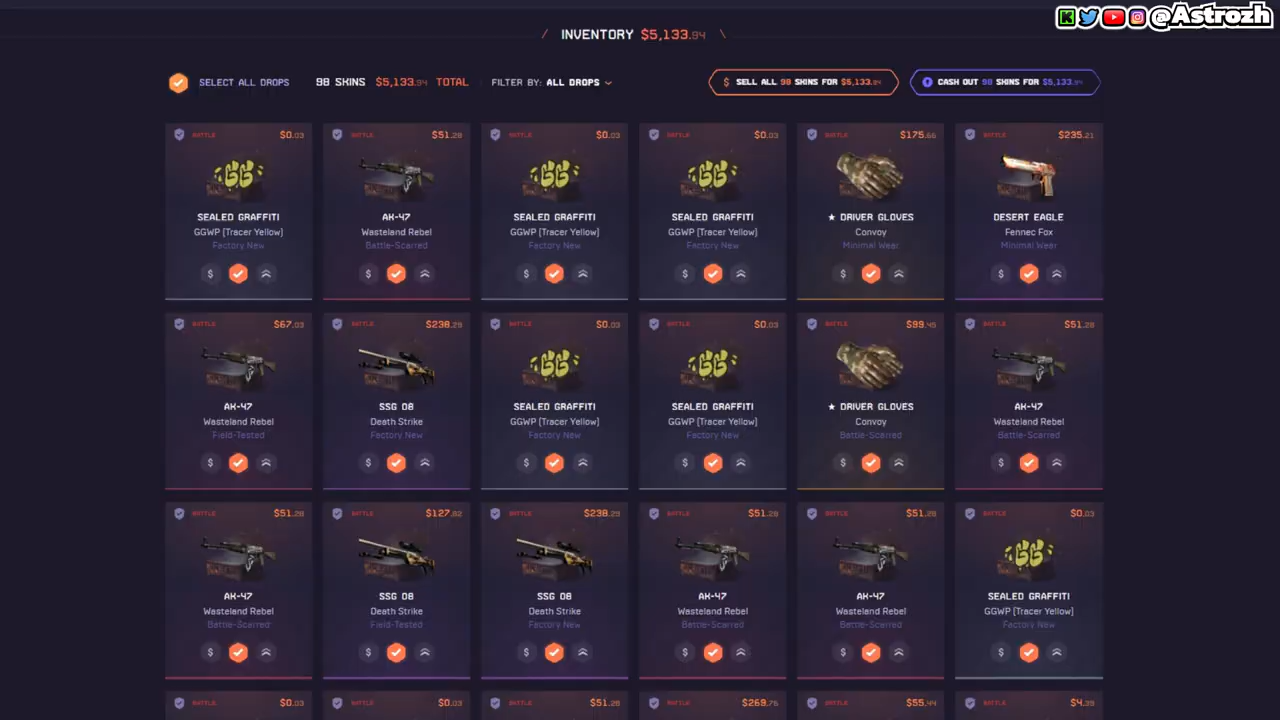 @Astrozh
/ INVENTORY $5,133.94 \
SELECT ALL DROPS 98 SKINS $5,133.94 TOTAL FILTER BY: ALL DROPS $ SELL ALL 98 SKINS FOR $5,133.94 CASH OUT 98 SKINS FOR $5,133.94
BATTLE $0.03 BATTLE $51.28 BATTLE $0.03 BATTLE $0.03 BATTLE $175.66 BATTLE $235.21
SEALED GRAFFITI AK-47 SEALED GRAFFITI SEALED GRAFFITI ★ DRIVER GLOVES DESERT EAGLE
GGWP (Tracer Yellow) Wasteland Rebel GGWP (Tracer Yellow) GGWP (Tracer Yellow) Convoy Fennec Fox
Factory New Battle-Scarred Factory New Factory New Minimal Wear Minimal Wear
$ $ $ $ $ $
BATTLE $67.03 BATTLE $238.29 BATTLE $0.03 BATTLE $0.03 BATTLE $99.45 BATTLE $51.28
AK-47 SSG 08 SEALED GRAFFITI SEALED GRAFFITI ★ DRIVER GLOVES AK-47
Wasteland Rebel Death Strike GGWP (Tracer Yellow) GGWP (Tracer Yellow) Convoy Wasteland Rebel
Field-Tested Factory New Factory New Factory New Battle-Scarred Battle-Scarred
$ $ $ $ $ $
BATTLE $51.28 BATTLE $127.82 BATTLE $238.29 BATTLE $51.28 BATTLE $51.28 BATTLE $0.03
AK-47 SSG 08 SSG 08 AK-47 AK-47 SEALED GRAFFITI
Wasteland Rebel Death Strike Death Strike Wasteland Rebel Wasteland Rebel GGWP (Tracer Yellow)
Battle-Scarred Field-Tested Factory New Battle-Scarred Battle-Scarred Factory New
$ $ $ $ $ $
BATTLE $0.03 BATTLE $0.03 BATTLE $51.28 BATTLE $269.76 BATTLE $55.44 BATTLE $4.39